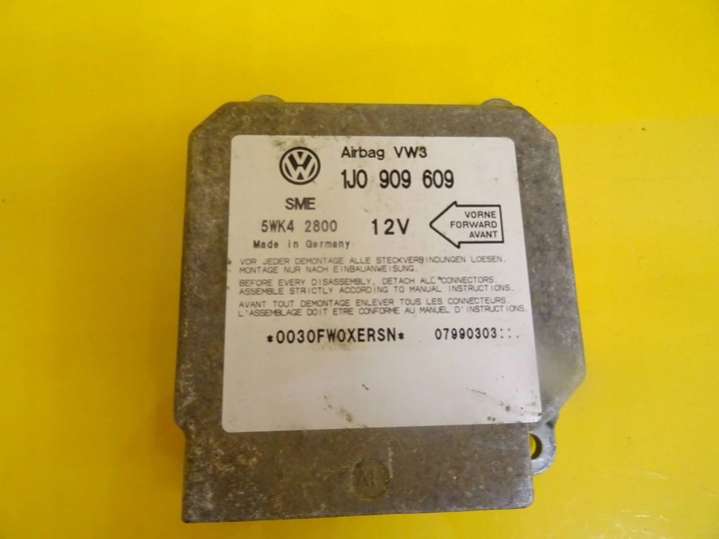 Airbag VW3
1J0 909 609
SME
5WK4 2800 12V
VORNE
FORWARD
AVANT
Made in Germany
VOR JEDER DEMONTAGE ALLE STECKVERBINDUNGEN LOESEN.
MONTAGE NUR NACH EINBAUANWEISUNG.
BEFORE EVERY DISASSEMBLY, DETACH ALL CONNECTORS
ASSEMBLE STRICTLY ACCORDING TO MANUAL INSTRUCTIONS.
AVANT TOUT DEMONTAGE ENLEVER TOUS LES CONNECTEURS.
L'ASSEMBLAGE DOIT ETRE CONFORME AU MANUEL D'INSTRUCTIONS.
*0030FW0XERSN* 07990303